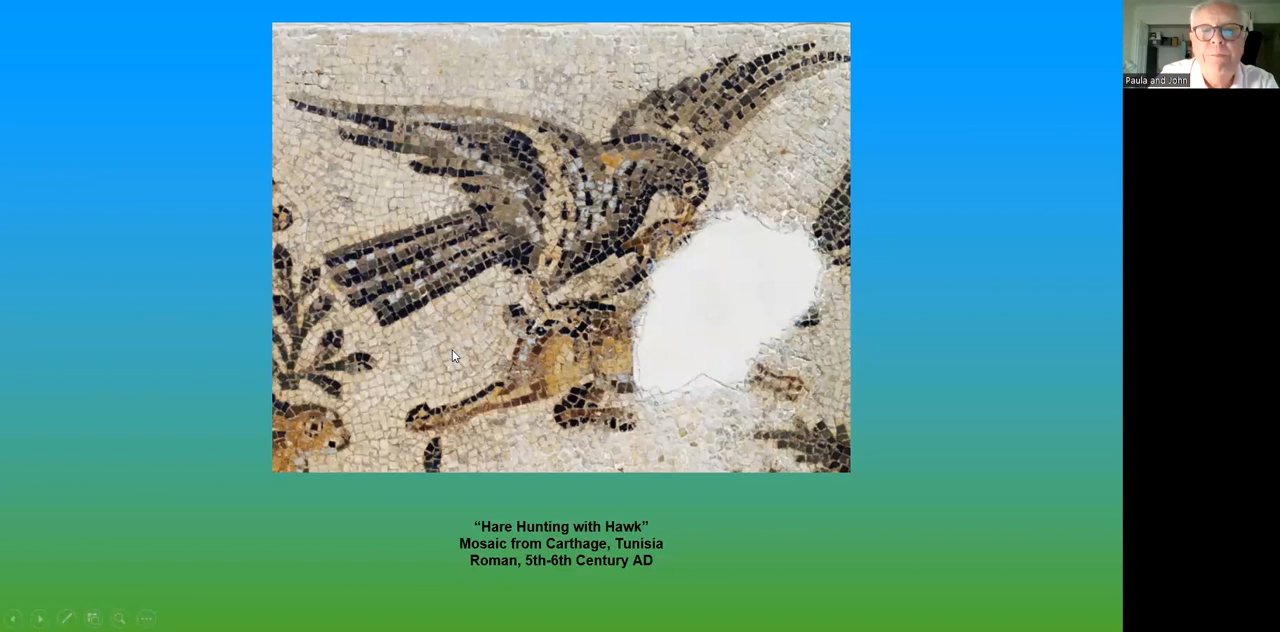 Paula and John
“Hare Hunting with Hawk”
Mosaic from Carthage, Tunisia
Roman, 5th-6th Century AD